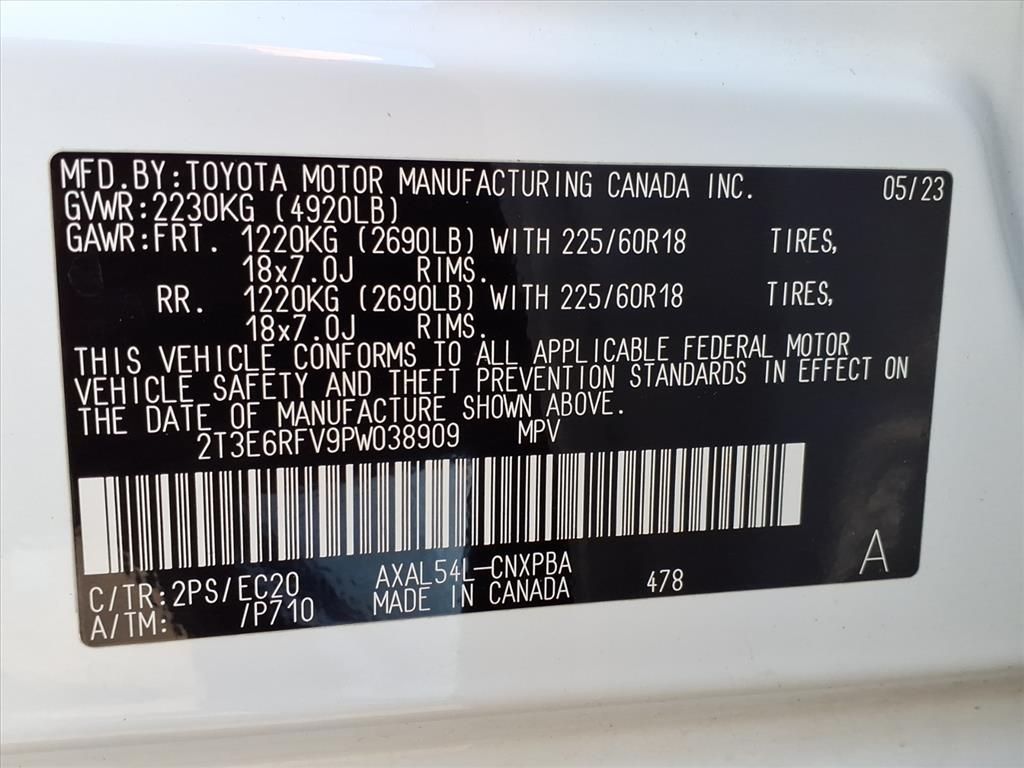 MFD.BY:TOYOTA MOTOR MANUFACTURING CANADA INC. 05/23
GVWR:2230KG (4920LB)
GAWR:FRT. 1220KG (2690LB) WITH 225/60R18 TIRES,
18x7.0J RIMS.
RR. 1220KG (2690LB) WITH 225/60R18 TIRES,
18x7.0J RIMS.
THIS VEHICLE CONFORMS TO ALL APPLICABLE FEDERAL MOTOR
VEHICLE SAFETY AND THEFT PREVENTION STANDARDS IN EFFECT ON
THE DATE OF MANUFACTURE SHOWN ABOVE.
2T3E6RFV9PW038909 MPV
C/TR:2PS/EC20 AXAL54L-CNXPBA 478 A
A/TM: /P710 MADE IN CANADA